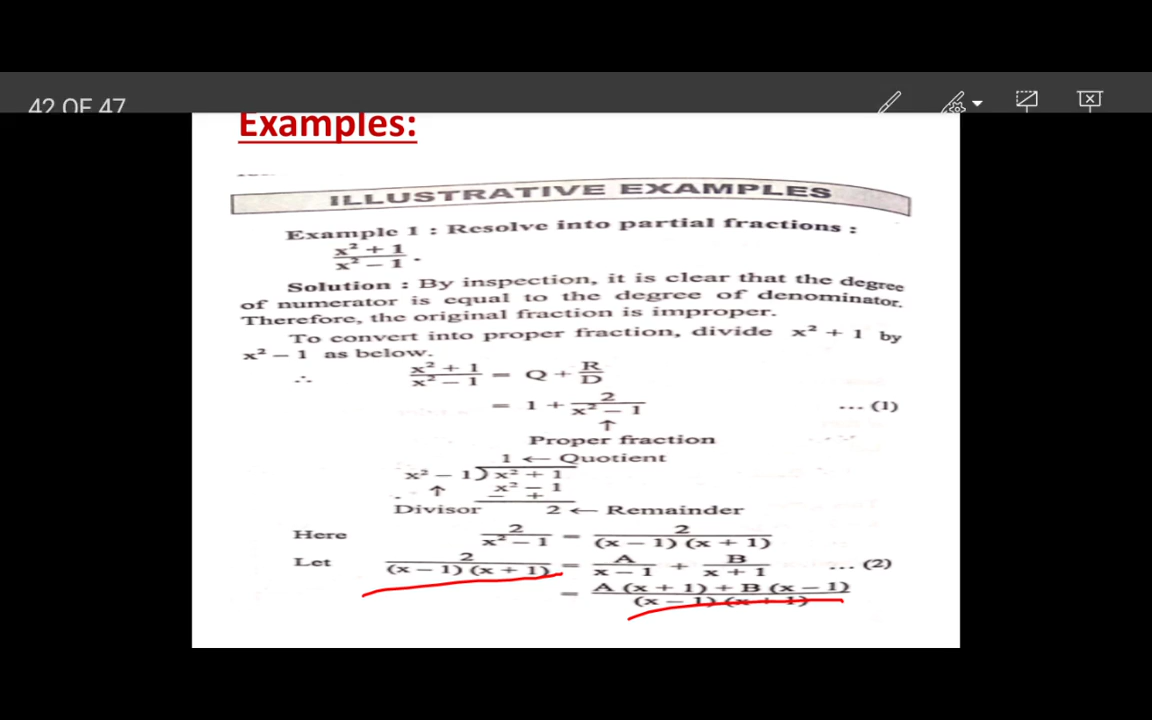 42 OF 47
Examples:
ILLUSTRATIVE EXAMPLES
Example 1 : Resolve into partial fractions :
x² + 1
x² – 1 .
Solution : By inspection, it is clear that the degree
of numerator is equal to the degree of denominator.
Therefore, the original fraction is improper.
To convert into proper fraction, divide x² + 1 by
x² – 1 as below.
∴ (x² + 1)/(x² – 1) = Q + R/D
= 1 + 2/(x² – 1) ... (1)
↑
Proper fraction
1 ← Quotient
x² – 1 ) x² + 1
↑ x² – 1
– +
Divisor 2 ← Remainder
Here 2/(x² – 1) = 2/((x – 1) (x + 1))
Let 2/((x – 1) (x + 1)) = A/(x – 1) + B/(x + 1) ... (2)
= (A (x + 1) + B (x – 1))/((x – 1) (x + 1))